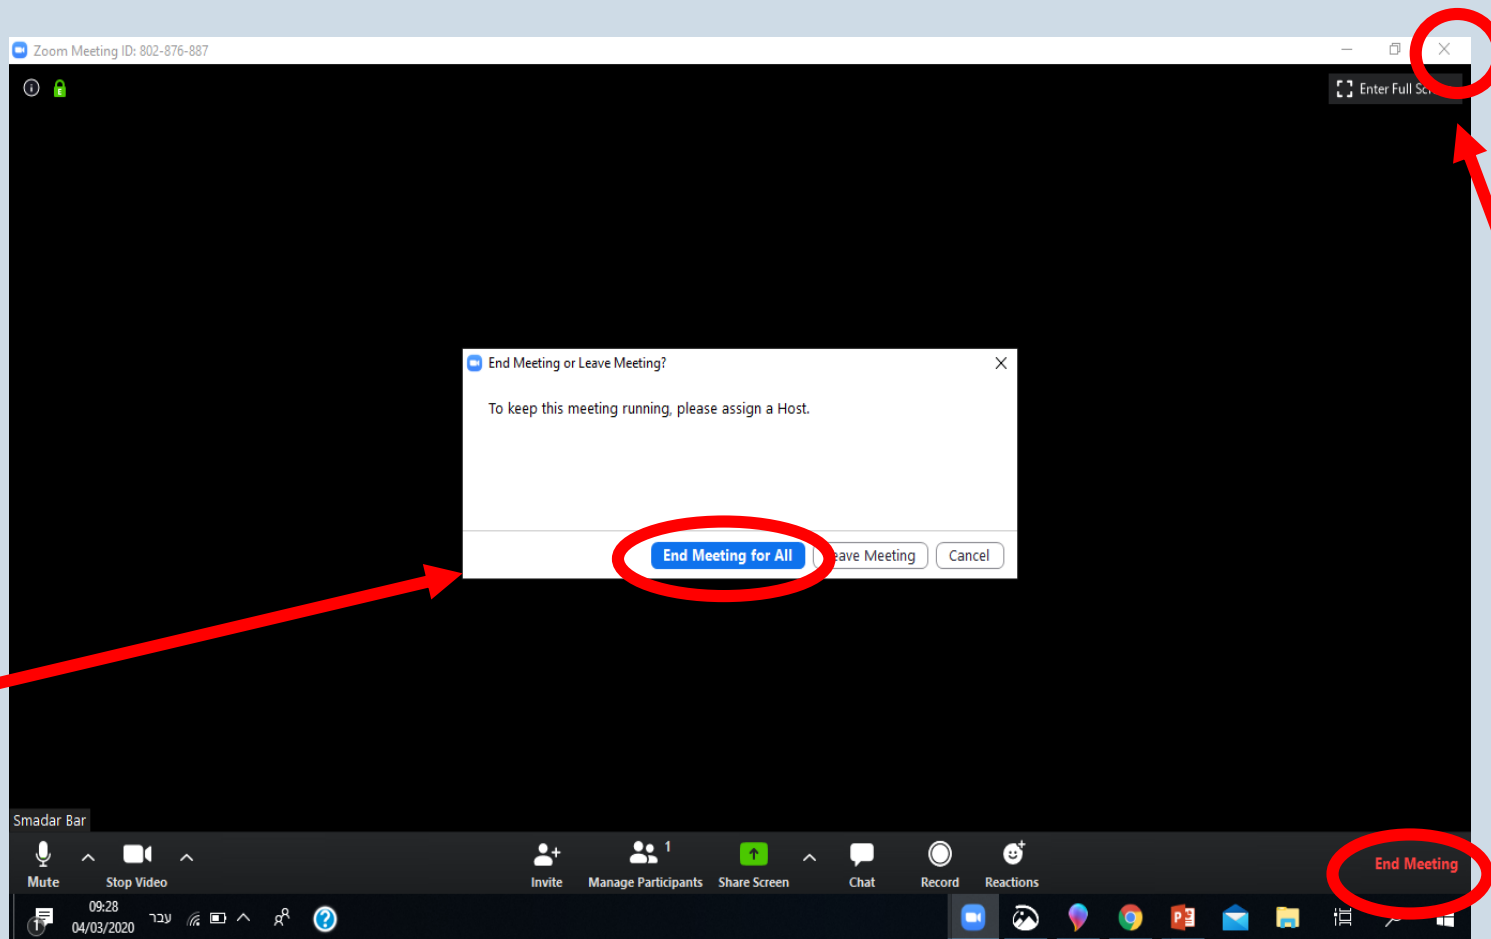 Zoom Meeting ID: 802-876-887
Enter Full
End Meeting or Leave Meeting?
To keep this meeting running, please assign a Host.
End Meeting for All
Meeting
Cancel
Smadar Bar
Mute
Stop Video
Invite
1
Manage Participants
Share Screen
Chat
Record
Reactions
End Meeting
1
09:28
04/03/2020
עבר